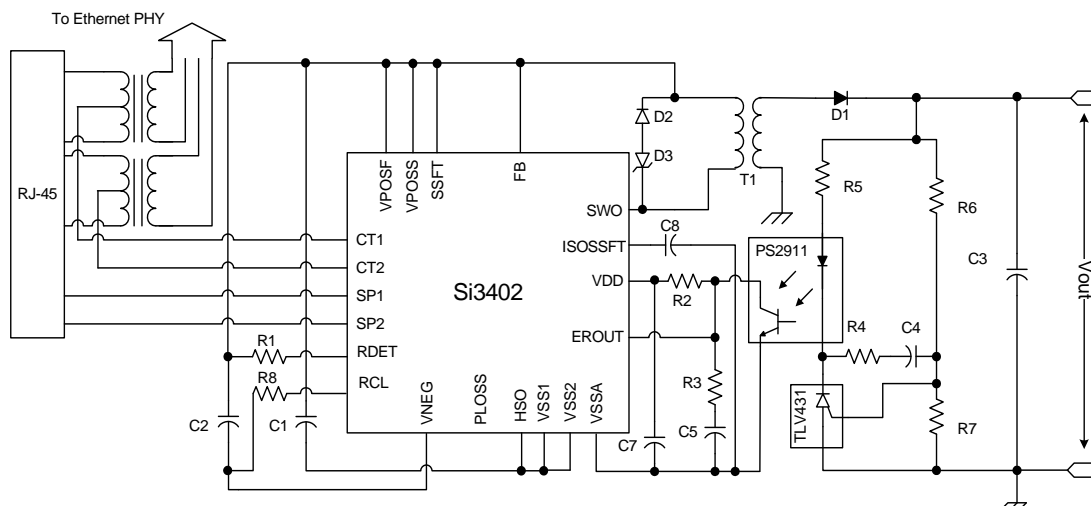 To Ethernet PHY
RJ-45
VPOSF
VPOSS
SSFT
FB
D2
D3
T1
D1
R5
R6
SWO
CT1
ISOSSFT
C8
PS2911
CT2
Si3402
VDD
R2
C3
Vout
SP1
SP2
EROUT
R4
C4
R1
RDET
R3
R8
RCL
VNEG
PLOSS
HSO
VSS1
VSS2
VSSA
TLV431
R7
C2
C1
C7
C5